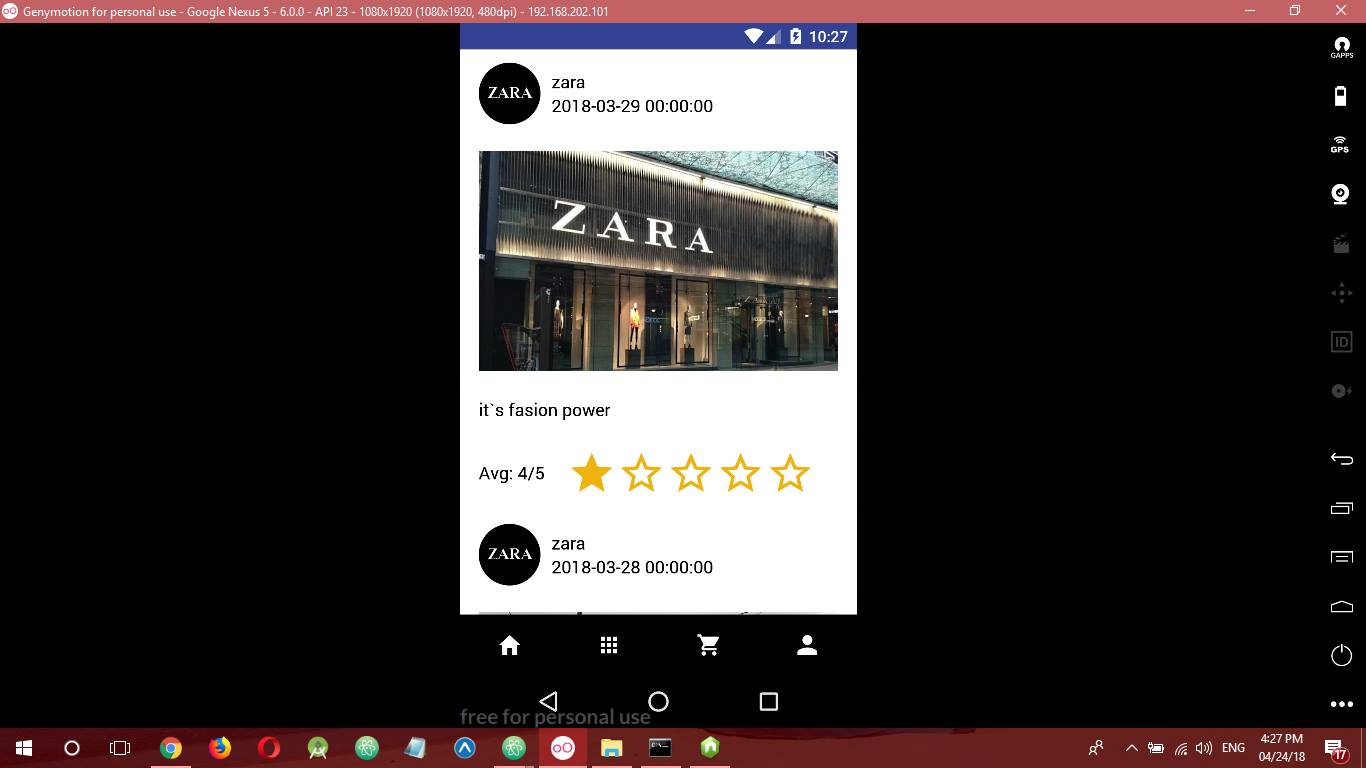 Genymotion for personal use - Google Nexus 5 - 6.0.0 - API 23 - 1080x1920 (1080x1920, 480dpi) - 192.168.202.101
10:27
GAPPS
ZARA
zara
2018-03-29 00:00:00
GPS
ZARA
ZARA
ID
it`s fasion power
Avg: 4/5
ZARA
zara
2018-03-28 00:00:00
free for personal use
ENG
4:27 PM
04/24/18
17